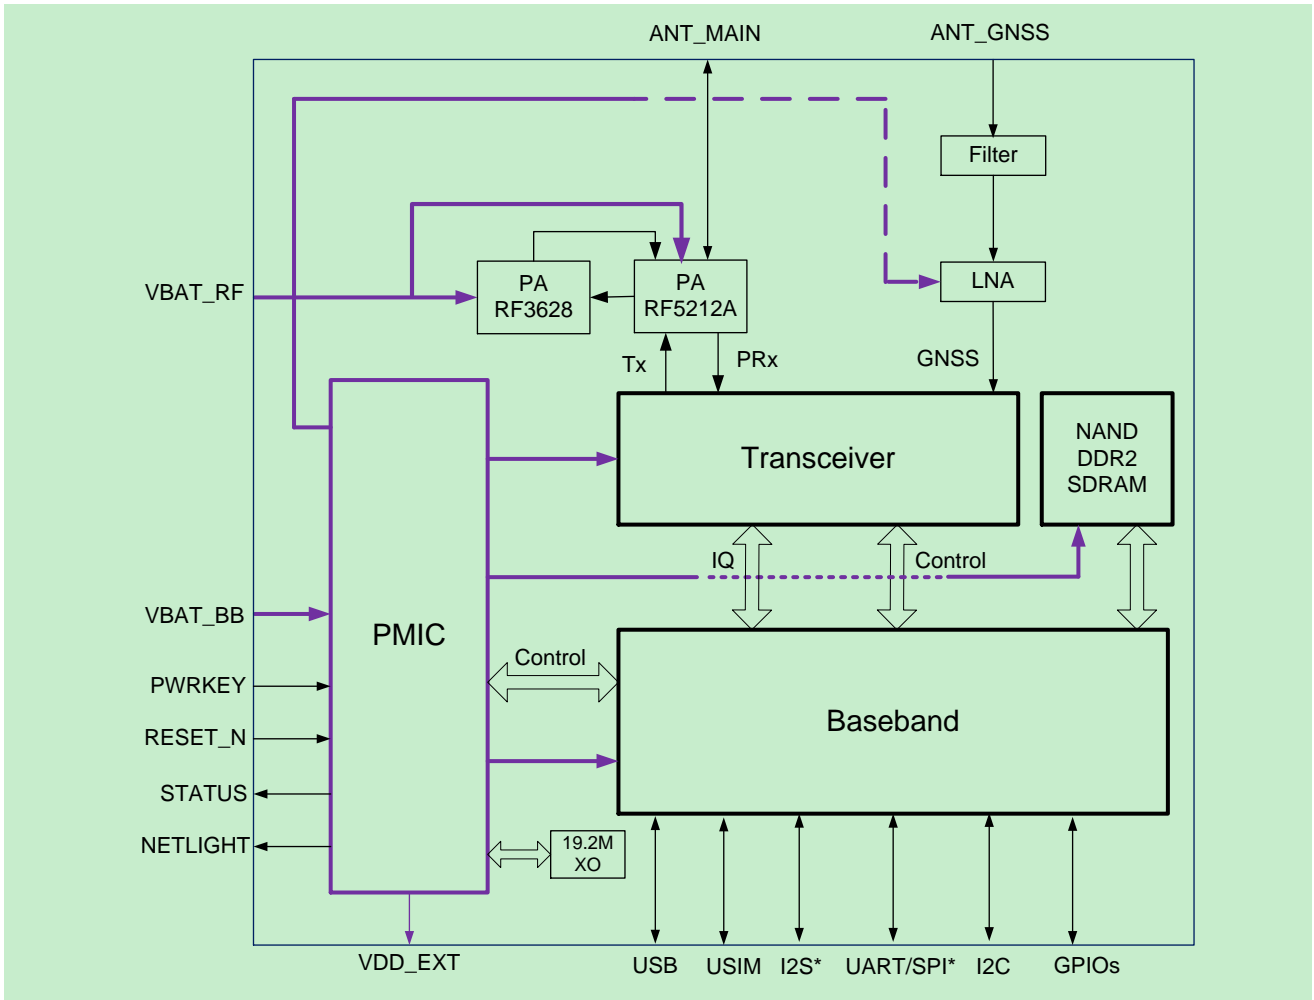 ANT_MAIN
ANT_GNSS
Filter
VBAT_RF
PA
RF3628
PA
RF5212A
LNA
Tx
PRx
GNSS
Transceiver
NAND
DDR2
SDRAM
IQ
Control
VBAT_BB
PMIC
Control
PWRKEY
Baseband
RESET_N
STATUS
NETLIGHT
19.2M
XO
VDD_EXT
USB
USIM
I2S*
UART/SPI*
I2C
GPIOs